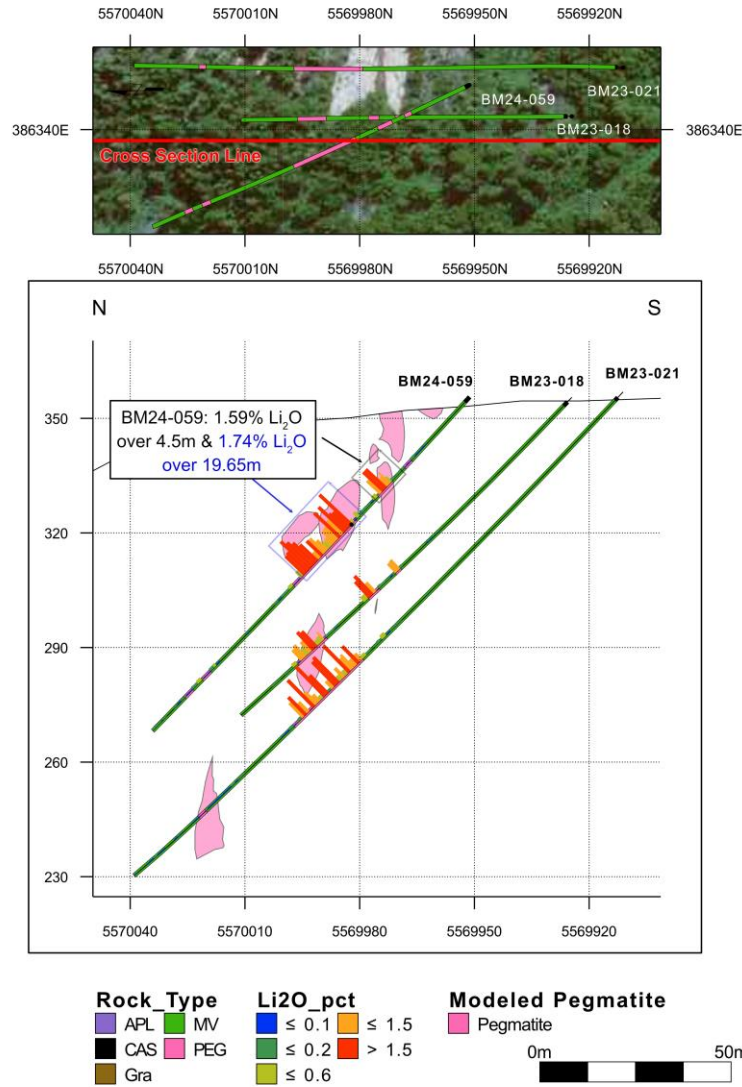 5570040N 5570010N 5569980N 5569950N 5569920N
BM23-021
BM24-059
386340E 386340E
BM23-018
Cross Section Line
5570040N 5570010N 5569980N 5569950N 5569920N
N S
BM24-059 BM23-018 BM23-021
350
BM24-059: 1.59% Li₂O
over 4.5m & 1.74% Li₂O
over 19.65m
320
290
260
230
5570040 5570010 5569980 5569950 5569920
Rock_Type Li2O_pct Modeled Pegmatite
APL MV ≤ 0.1 ≤ 1.5 Pegmatite
CAS PEG ≤ 0.2 > 1.5
Gra ≤ 0.6
0m 50m